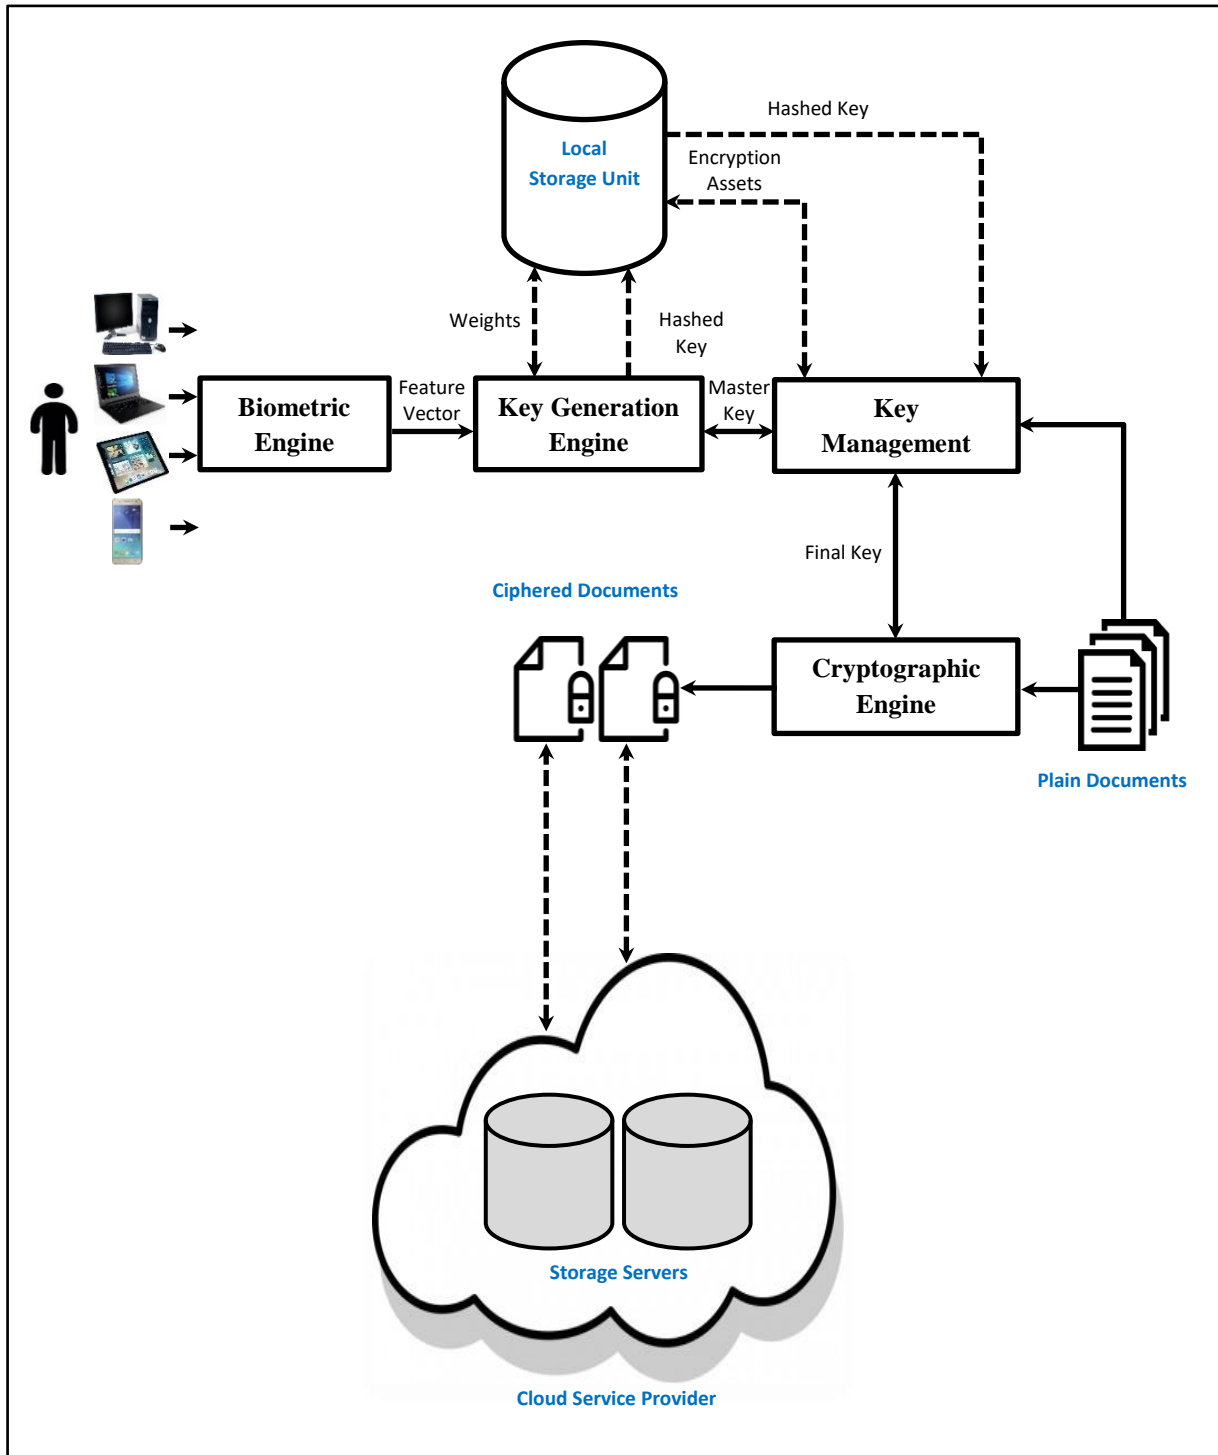 Hashed Key
Local
Storage Unit
Encryption
Assets
Weights
Hashed
Key
Biometric
Engine
Feature
Vector
Key Generation
Engine
Master
Key
Key
Management
Final Key
Ciphered Documents
Cryptographic
Engine
Plain Documents
Storage Servers
Cloud Service Provider